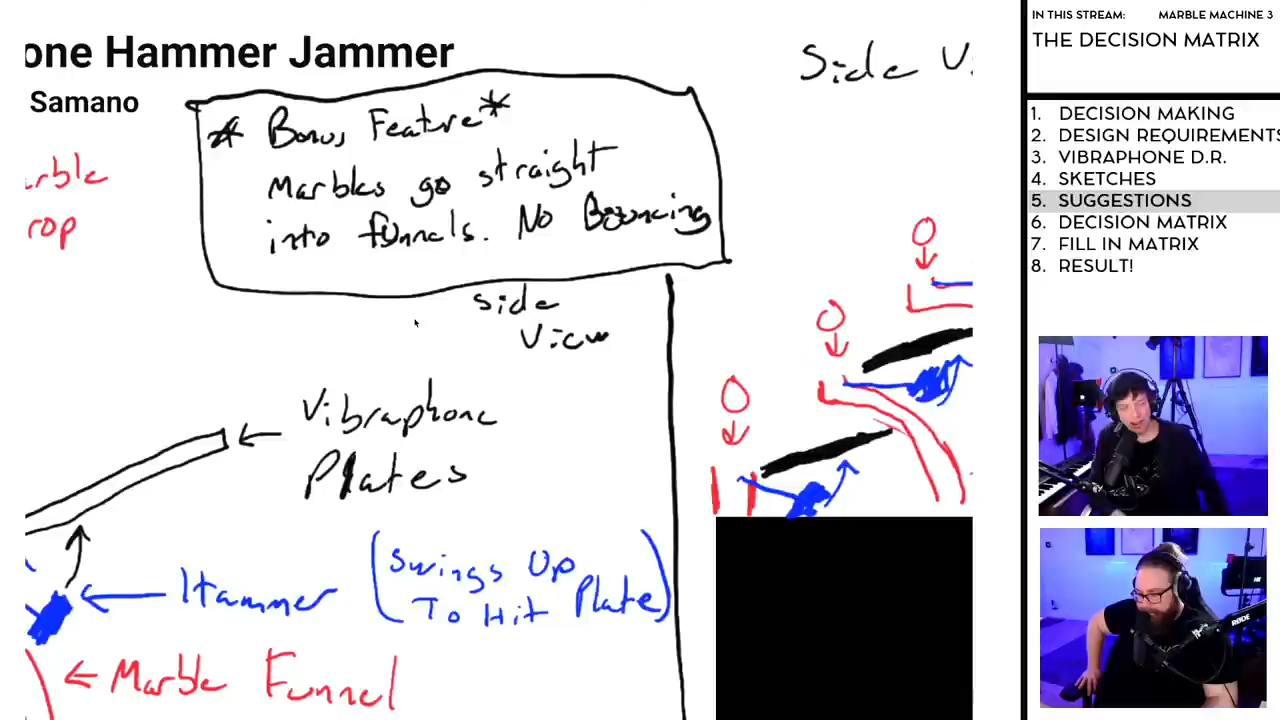 one Hammer Jammer
Samano
* Bonus Feature*
Marbles go straight
into funnels. No Bouncing
arble
rop
Side
View
Vibraphone
Plates
Hammer (Swings Up
To Hit Plate)
← Marble Funnel
Side Vi
IN THIS STREAM: MARBLE MACHINE 3
THE DECISION MATRIX
1. DECISION MAKING
2. DESIGN REQUIREMENTS
3. VIBRAPHONE D.R.
4. SKETCHES
5. SUGGESTIONS
6. DECISION MATRIX
7. FILL IN MATRIX
8. RESULT!
RODE